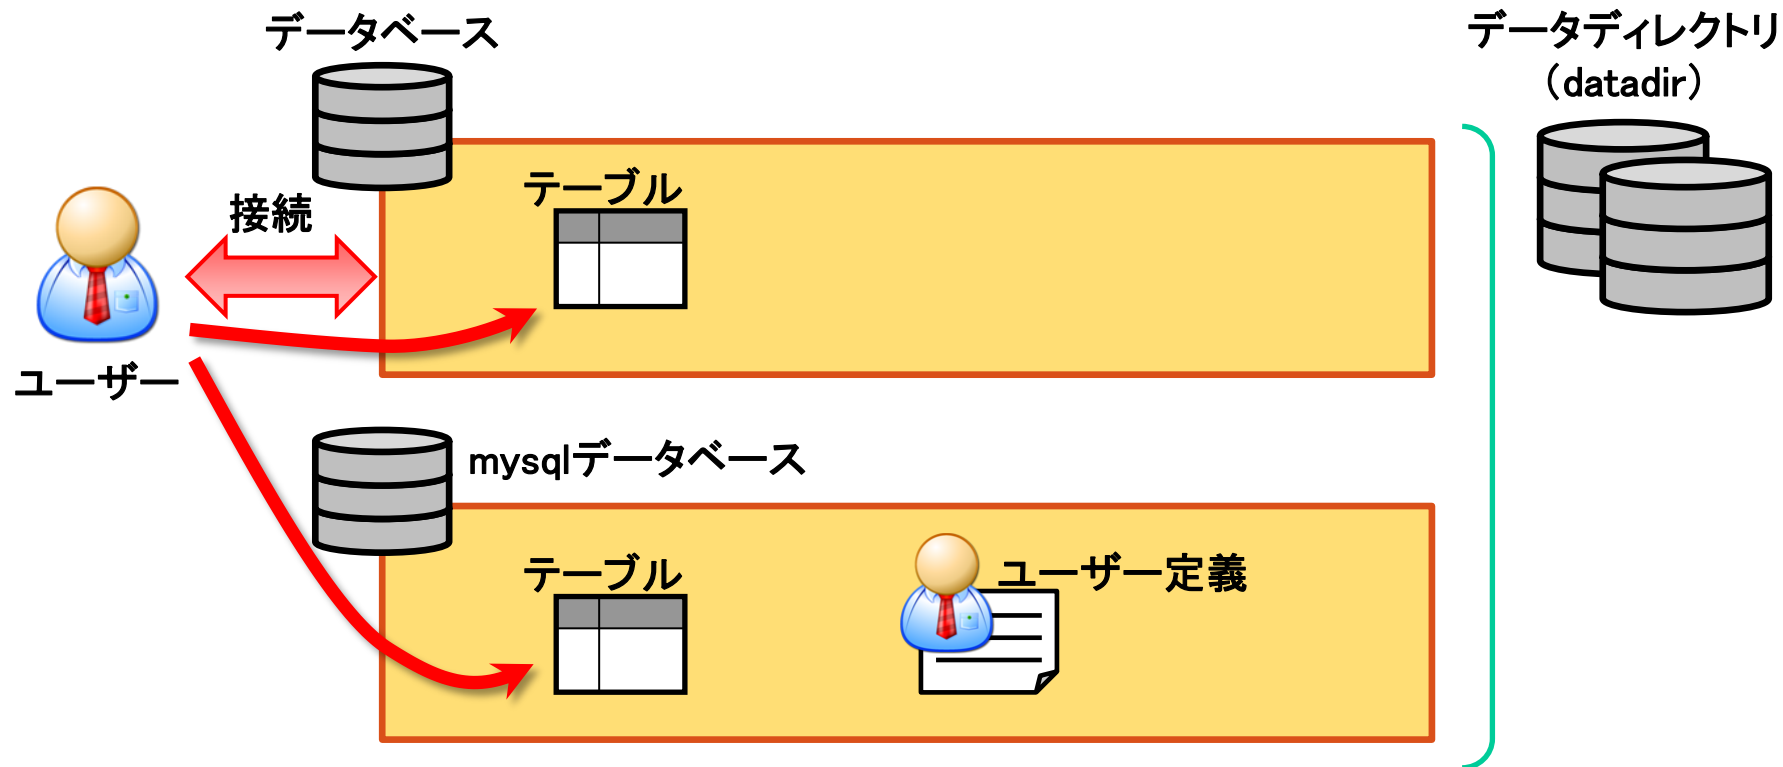 データベース
データディレクトリ
（datadir）
テーブル
接続
ユーザー
mysqlデータベース
テーブル
ユーザー定義